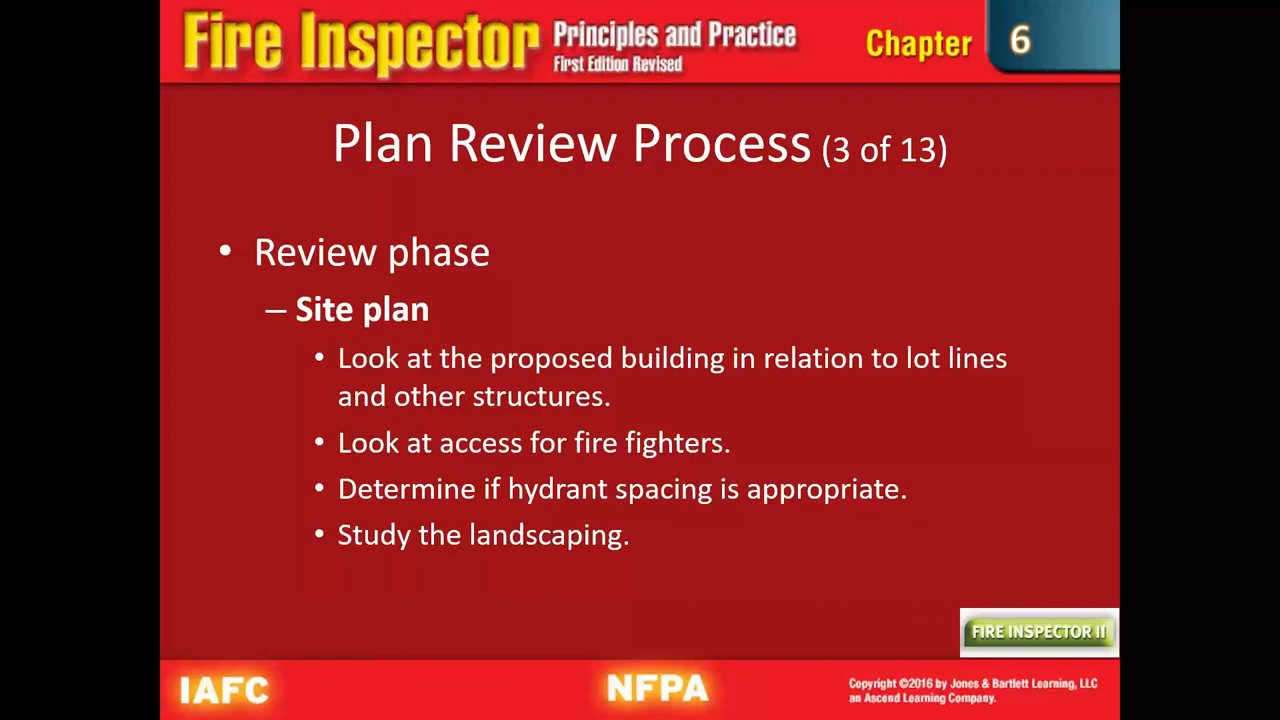 Fire Inspector Principles and Practice
First Edition Revised
Chapter 6
Plan Review Process (3 of 13)
• Review phase
– Site plan
• Look at the proposed building in relation to lot lines
and other structures.
• Look at access for fire fighters.
• Determine if hydrant spacing is appropriate.
• Study the landscaping.
FIRE INSPECTOR II
IAFC
NFPA
Copyright ©2016 by Jones & Bartlett Learning, LLC
an Ascend Learning Company.